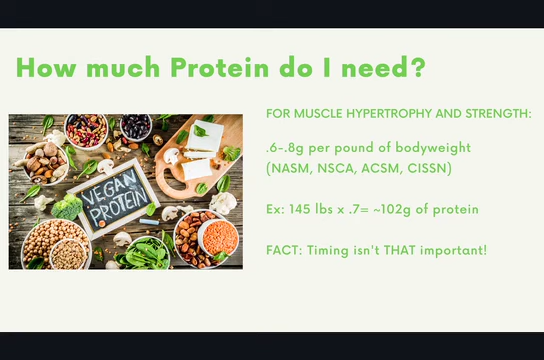 How much Protein do I need?
FOR MUSCLE HYPERTROPHY AND STRENGTH:
.6-.8g per pound of bodyweight
(NASM, NSCA, ACSM, CISSN)
Ex: 145 lbs x .7= ~102g of protein
FACT: Timing isn't THAT important!
VEGAN
PROTEIN